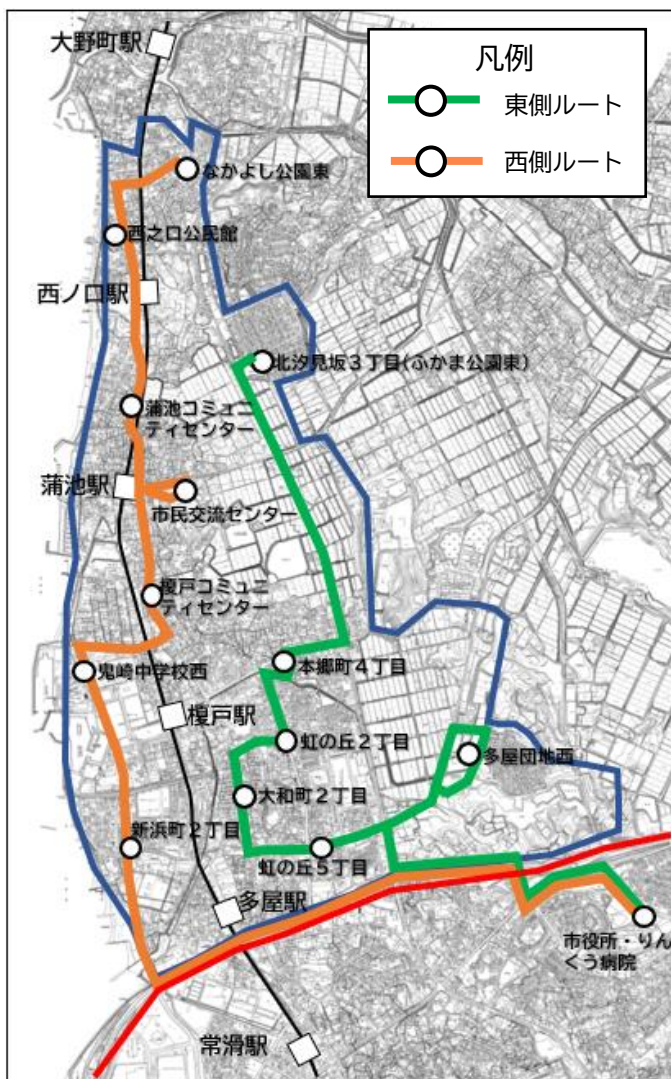 大野町駅
凡例
東側ルート
西側ルート
なかよし公園東
西之口公民館
西ノ口駅
北汐見坂3丁目(ふかま公園東)
蒲池コミュニ
ティセンター
蒲池駅
市民交流センター
榎戸コミュニ
ティセンター
本郷町4丁目
鬼崎中学校西
榎戸駅
虹の丘2丁目
多屋団地西
大和町2丁目
新浜町2丁目
虹の丘5丁目
多屋駅
市役所・りん
くう病院
常滑駅